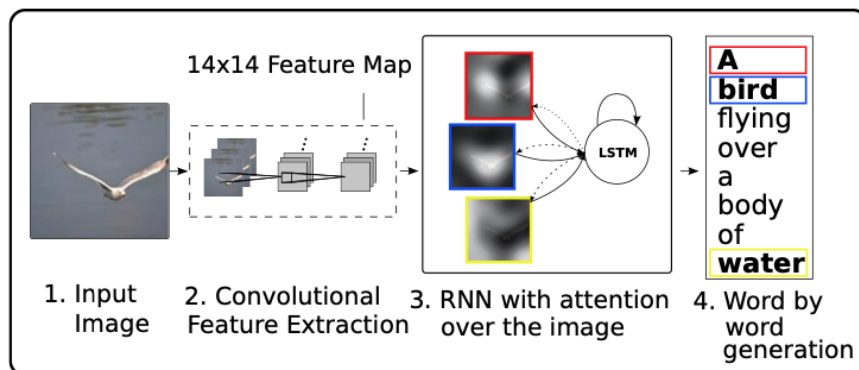 14x14 Feature Map
LSTM
A
bird
flying
over
a
body
of
water
1. Input
Image
2. Convolutional
Feature Extraction
3. RNN with attention
over the image
4. Word by
word
generation